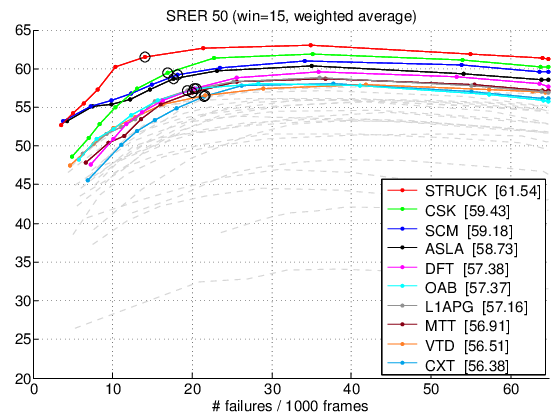 SRER 50 (win=15, weighted average)
65
60
55
50
45
40
35
30
25
20
0 10 20 30 40 50 60
# failures / 1000 frames
STRUCK [61.54]
CSK [59.43]
SCM [59.18]
ASLA [58.73]
DFT [57.38]
OAB [57.37]
L1APG [57.16]
MTT [56.91]
VTD [56.51]
CXT [56.38]